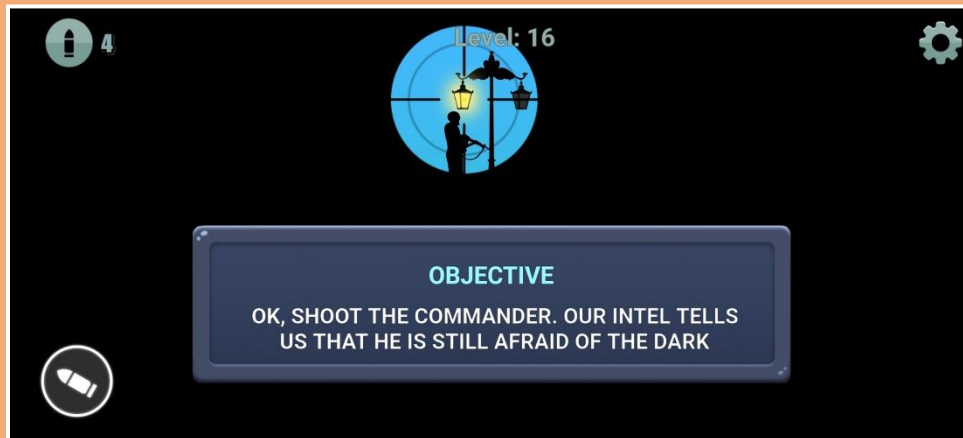 4
Level: 16
OBJECTIVE
OK, SHOOT THE COMMANDER. OUR INTEL TELLS
US THAT HE IS STILL AFRAID OF THE DARK